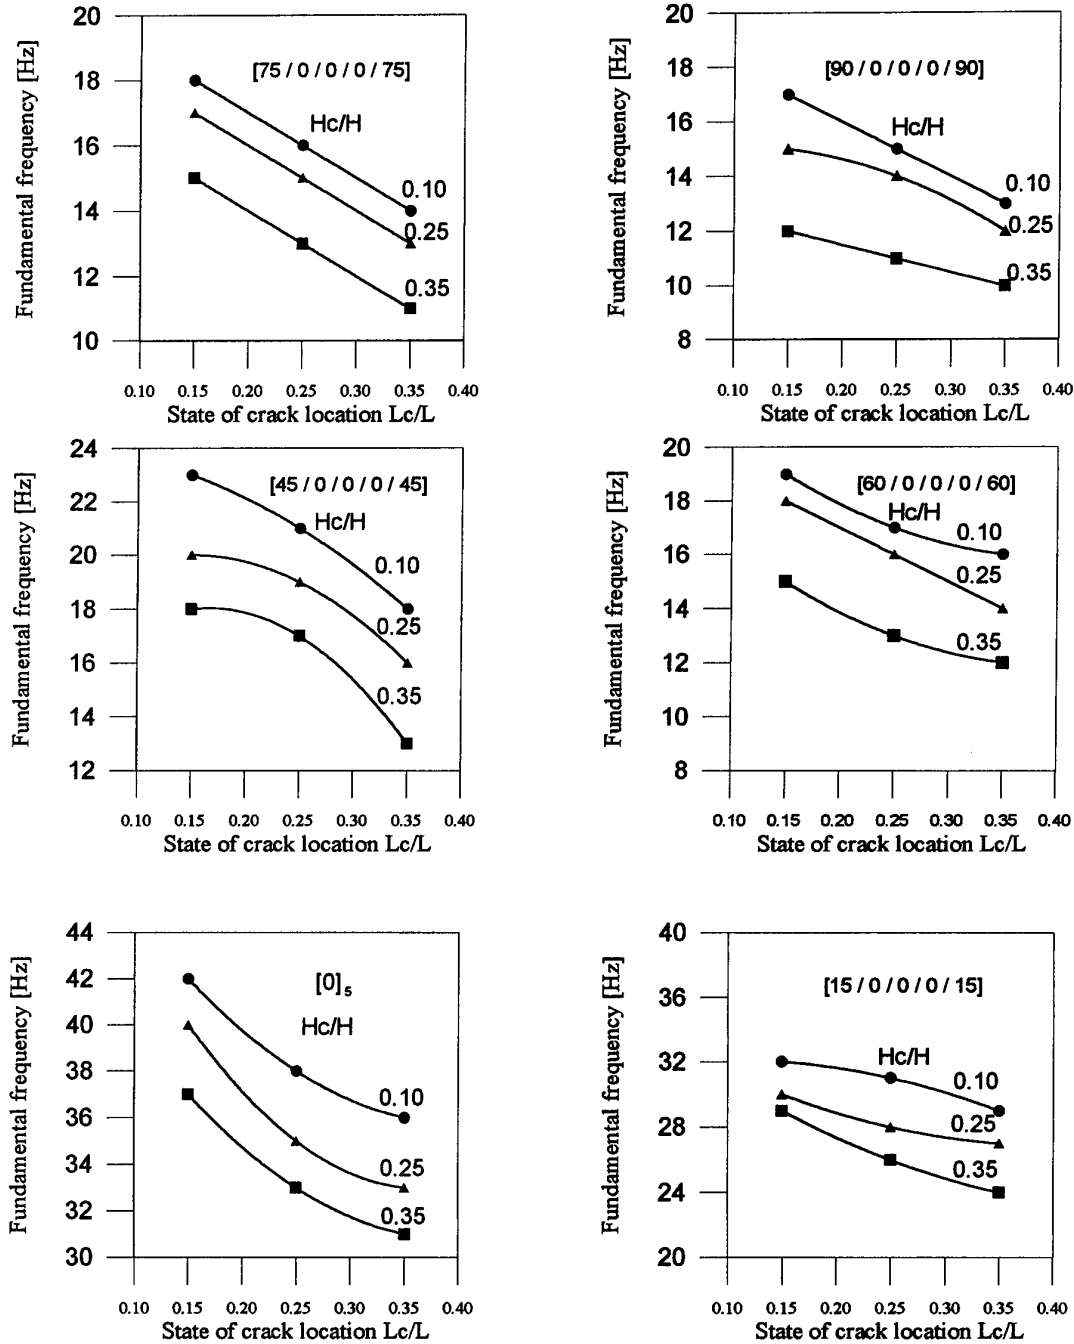 20
18
16
14
12
10
Fundamental frequency [Hz]
[75 / 0 / 0 / 0 / 75]
Hc/H
0.10
0.25
0.35
0.10 0.15 0.20 0.25 0.30 0.35 0.40
State of crack location Lc/L
20
18
16
14
12
10
8
Fundamental frequency [Hz]
[90 / 0 / 0 / 0 / 90]
Hc/H
0.10
0.25
0.35
0.10 0.15 0.20 0.25 0.30 0.35 0.40
State of crack location Lc/L
24
22
20
18
16
14
12
Fundamental frequency [Hz]
[45 / 0 / 0 / 0 / 45]
Hc/H
0.10
0.25
0.35
0.10 0.15 0.20 0.25 0.30 0.35 0.40
State of crack location Lc/L
20
18
16
14
12
10
8
Fundamental frequency [Hz]
[60 / 0 / 0 / 0 / 60]
Hc/H
0.10
0.25
0.35
0.10 0.15 0.20 0.25 0.30 0.35 0.40
State of crack location Lc/L
44
42
40
38
36
34
32
30
Fundamental frequency [Hz]
[0]₅
Hc/H
0.10
0.25
0.35
0.10 0.15 0.20 0.25 0.30 0.35 0.40
State of crack location Lc/L
40
36
32
28
24
20
Fundamental frequency [Hz]
[15 / 0 / 0 / 0 / 15]
Hc/H
0.10
0.25
0.35
0.10 0.15 0.20 0.25 0.30 0.35 0.40
State of crack location Lc/L